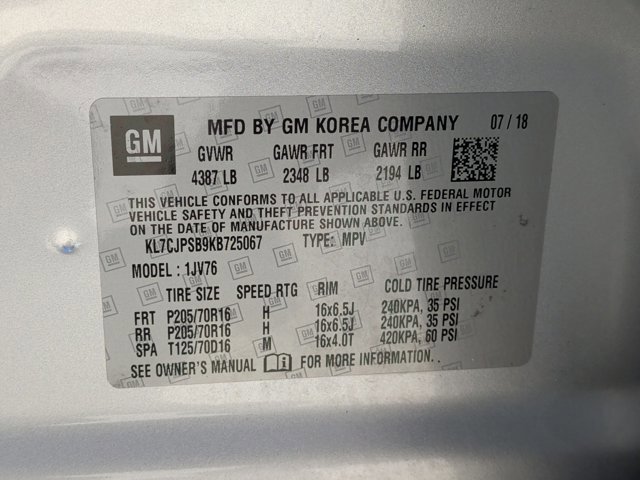 GM MFD BY GM KOREA COMPANY 07 / 18
GVWR GAWR FRT GAWR RR
4387 LB 2348 LB 2194 LB
THIS VEHICLE CONFORMS TO ALL APPLICABLE U.S. FEDERAL MOTOR
VEHICLE SAFETY AND THEFT PREVENTION STANDARDS IN EFFECT
ON THE DATE OF MANUFACTURE SHOWN ABOVE.
KL7CJPSB9KB725067 TYPE: MPV
MODEL : 1JV76
TIRE SIZE SPEED RTG RIM COLD TIRE PRESSURE
FRT P205/70R16 H 16x6.5J 240KPA, 35 PSI
RR P205/70R16 H 16x6.5J 240KPA, 35 PSI
SPA T125/70D16 M 16x4.0T 420KPA, 60 PSI
SEE OWNER'S MANUAL FOR MORE INFORMATION.